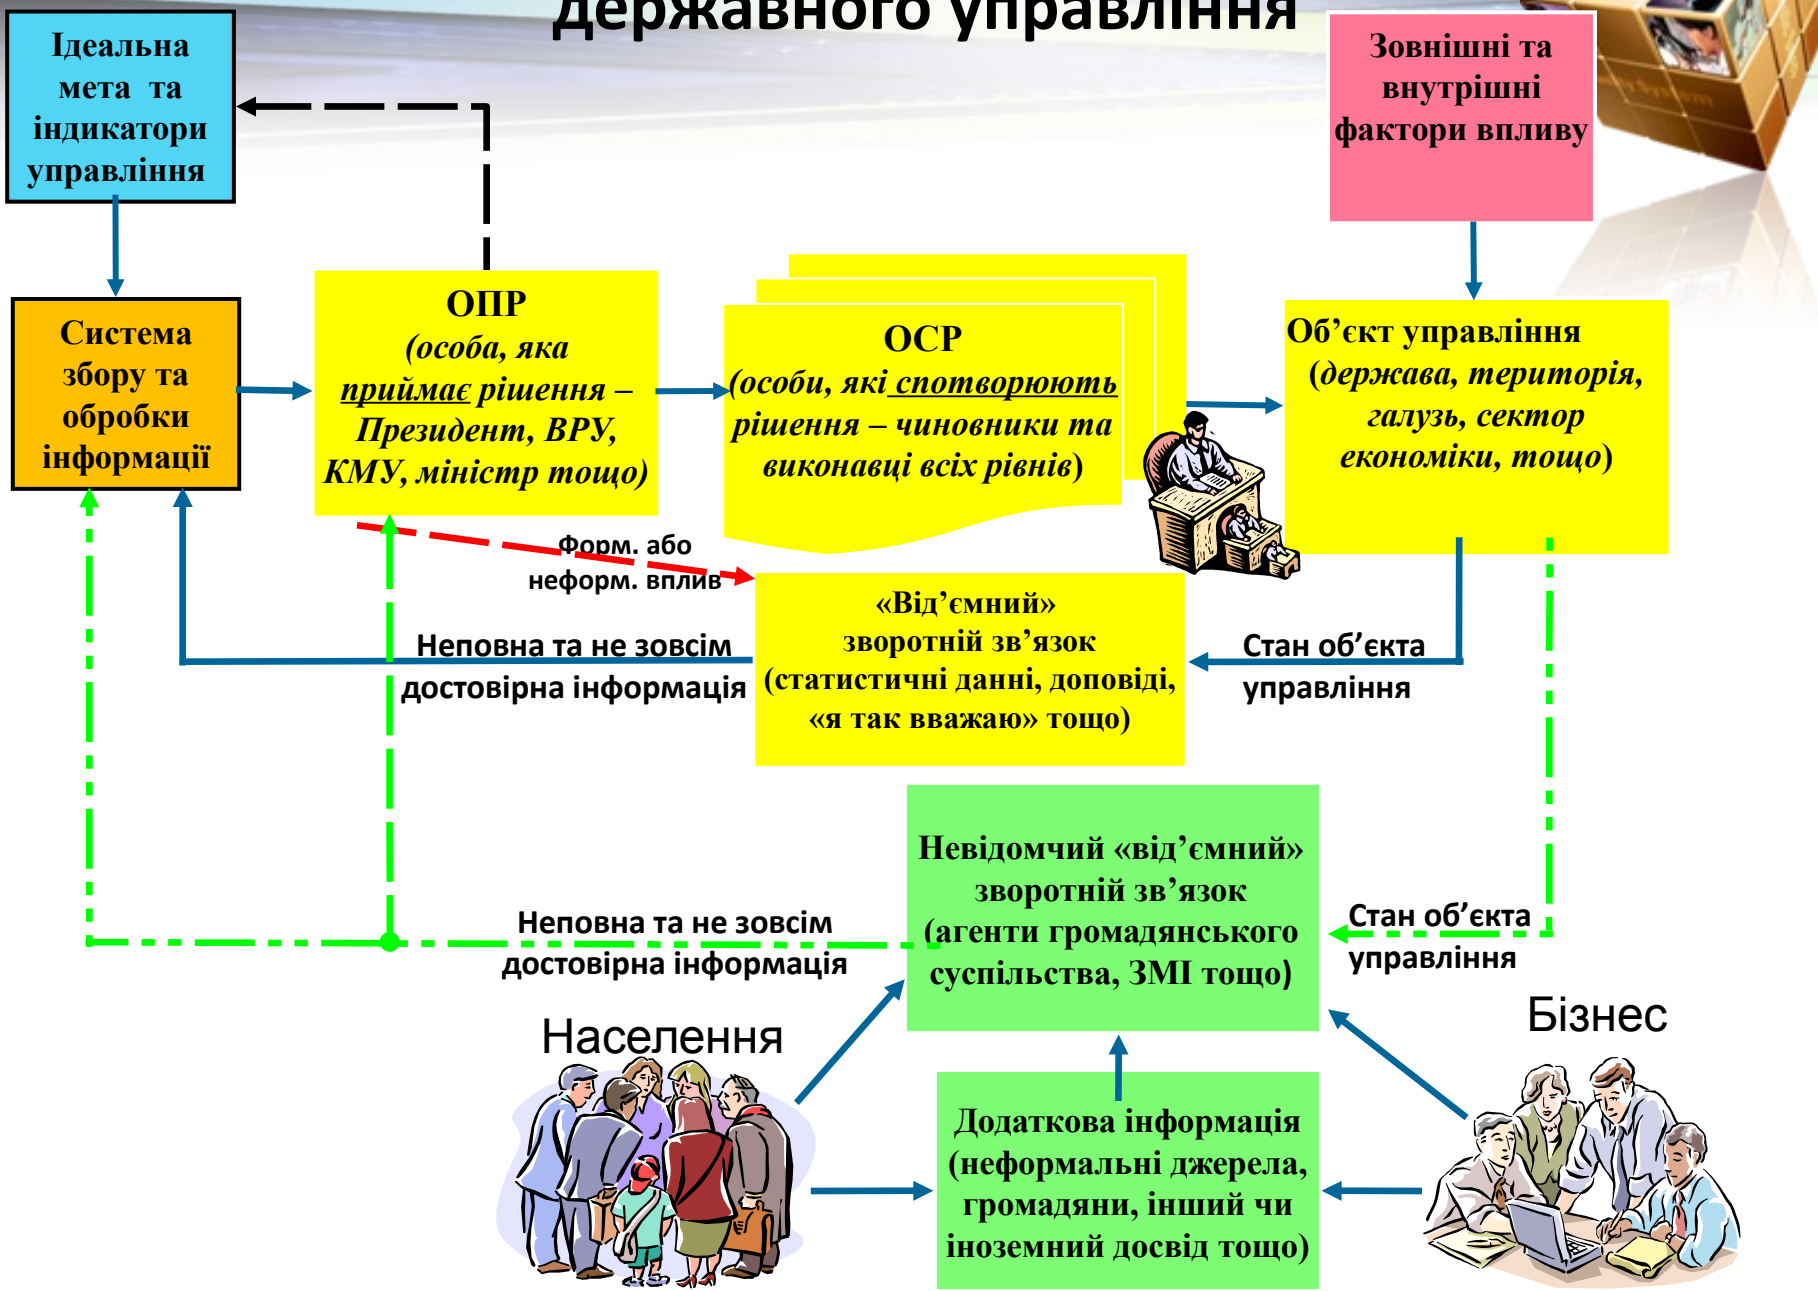 державного управління
Ідеальна
мета та
індикатори
управління
Зовнішні та
внутрішні
фактори впливу
Система
збору та
обробки
інформації
ОПР
(особа, яка
приймає рішення –
Президент, ВРУ,
КМУ, міністр тощо)
ОСР
(особи, які спотворюють
рішення – чиновники та
виконавці всіх рівнів)
Об’єкт управління
(держава, територія,
галузь, сектор
економіки, тощо)
Форм. або
неформ. вплив
«Від’ємний»
зворотній зв’язок
(статистичні данні, доповіді,
«я так вважаю» тощо)
Неповна та не зовсім
достовірна інформація
Стан об’єкта
управління
Невідомчий «від’ємний»
зворотній зв’язок
(агенти громадянського
суспільства, ЗМІ тощо)
Неповна та не зовсім
достовірна інформація
Стан об’єкта
управління
Населення
Бізнес
Додаткова інформація
(неформальні джерела,
громадяни, інший чи
іноземний досвід тощо)